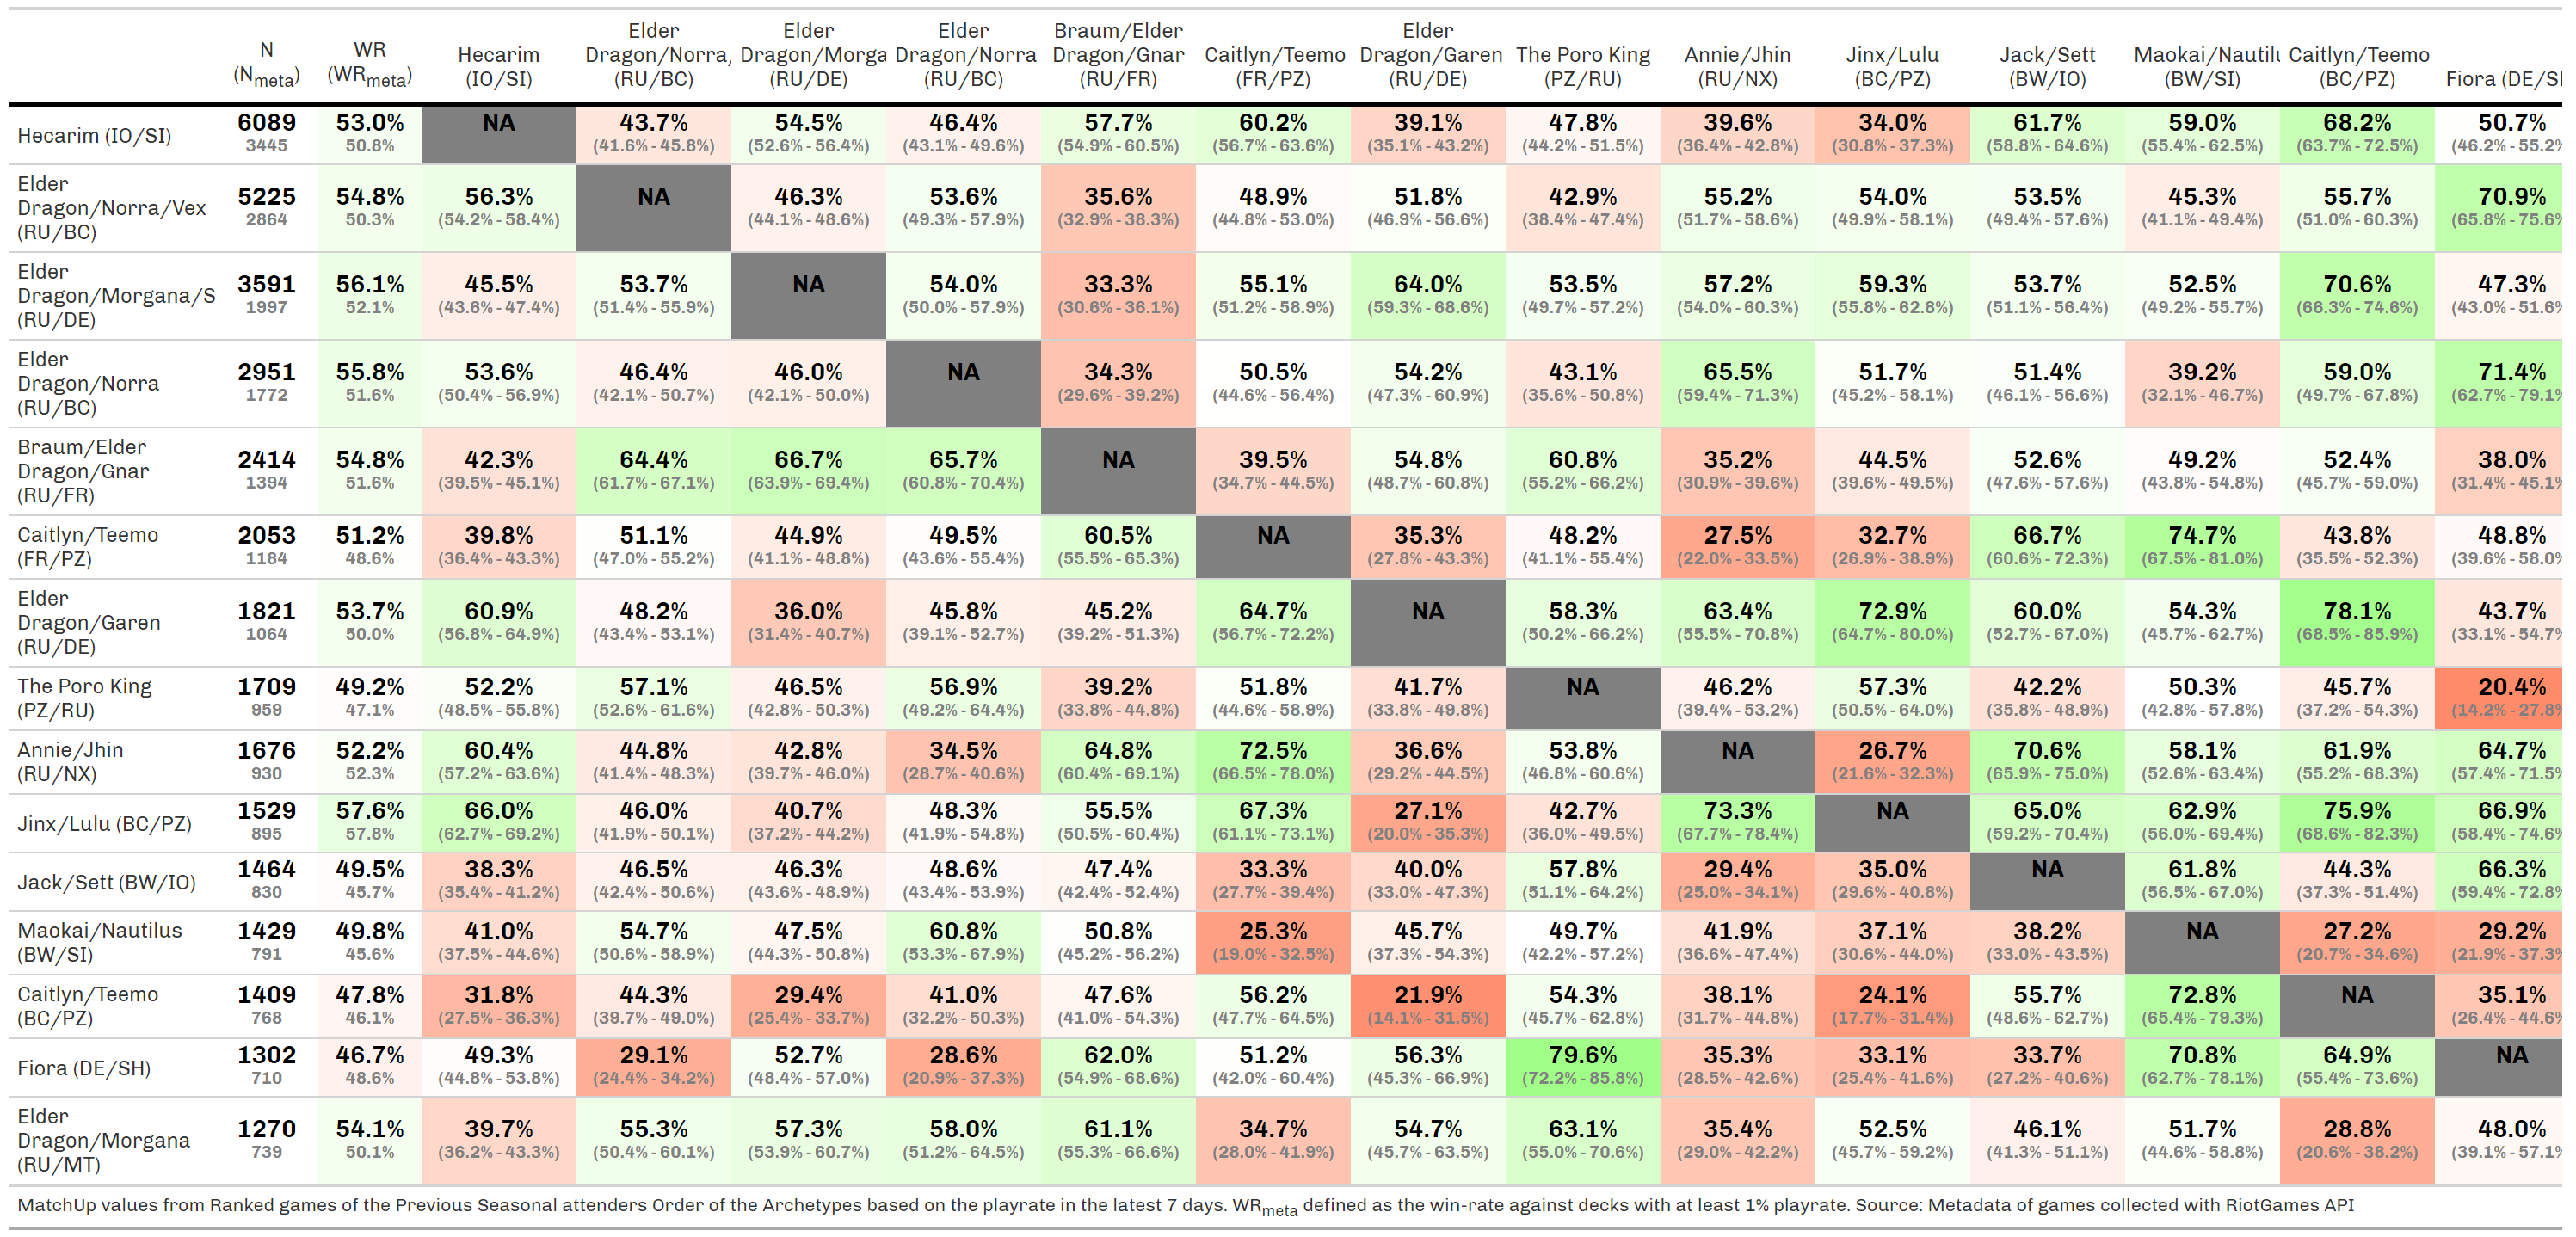 N (Nmeta) WR (WRmeta) Hecarim (IO/SI) Elder Dragon/Norra, (RU/BC) Elder Dragon/Morga (RU/DE) Elder Dragon/Norra (RU/BC) Braum/Elder Dragon/Gnar (RU/FR) Caitlyn/Teemo (FR/PZ) Elder Dragon/Garen (RU/DE) The Poro King (PZ/RU) Annie/Jhin (RU/NX) Jinx/Lulu (BC/PZ) Jack/Sett (BW/IO) Maokai/Nautilu (BW/SI) Caitlyn/Teemo (BC/PZ) Fiora (DE/SH
Hecarim (IO/SI) 6089 53.0% NA 43.7% 54.5% 46.4% 57.7% 60.2% 39.1% 47.8% 39.6% 34.0% 61.7% 59.0% 68.2% 50.7%
3445 50.8% (41.6% - 45.8%) (52.6% - 56.4%) (43.1% - 49.6%) (54.9% - 60.5%) (56.7% - 63.6%) (35.1% - 43.2%) (44.2% - 51.5%) (36.4% - 42.8%) (30.8% - 37.3%) (58.8% - 64.6%) (55.4% - 62.5%) (63.7% - 72.5%) (46.2% - 55.2%
Elder Dragon/Norra/Vex (RU/BC) 5225 54.8% 56.3% NA 46.3% 53.6% 35.6% 48.9% 51.8% 42.9% 55.2% 54.0% 53.5% 45.3% 55.7% 70.9%
2864 50.3% (54.2% - 58.4%) (44.1% - 48.6%) (49.3% - 57.9%) (32.9% - 38.3%) (44.8% - 53.0%) (46.9% - 56.6%) (38.4% - 47.4%) (51.7% - 58.6%) (49.9% - 58.1%) (49.4% - 57.6%) (41.1% - 49.4%) (51.0% - 60.3%) (65.8% - 75.6%
Elder Dragon/Morgana/S (RU/DE) 3591 56.1% 45.5% 53.7% NA 54.0% 33.3% 55.1% 64.0% 53.5% 57.2% 59.3% 53.7% 52.5% 70.6% 47.3%
1997 52.1% (43.6% - 47.4%) (51.4% - 55.9%) (50.0% - 57.9%) (30.6% - 36.1%) (51.2% - 58.9%) (59.3% - 68.6%) (49.7% - 57.2%) (54.0% - 60.3%) (55.8% - 62.8%) (51.1% - 56.4%) (49.2% - 55.7%) (66.3% - 74.6%) (43.0% - 51.6%
Elder Dragon/Norra (RU/BC) 2951 55.8% 53.6% 46.4% 46.0% NA 34.3% 50.5% 54.2% 43.1% 65.5% 51.7% 51.4% 39.2% 59.0% 71.4%
1772 51.6% (50.4% - 56.9%) (42.1% - 50.7%) (42.1% - 50.0%) (29.6% - 39.2%) (44.6% - 56.4%) (47.3% - 60.9%) (35.6% - 50.8%) (59.4% - 71.3%) (45.2% - 58.1%) (46.1% - 56.6%) (32.1% - 46.7%) (49.7% - 67.8%) (62.7% - 79.1%
Braum/Elder Dragon/Gnar (RU/FR) 2414 54.8% 42.3% 64.4% 66.7% 65.7% NA 39.5% 54.8% 60.8% 35.2% 44.5% 52.6% 49.2% 52.4% 38.0%
1394 51.6% (39.5% - 45.1%) (61.7% - 67.1%) (63.9% - 69.4%) (60.8% - 70.4%) (34.7% - 44.5%) (48.7% - 60.8%) (55.2% - 66.2%) (30.9% - 39.6%) (39.6% - 49.5%) (47.6% - 57.6%) (43.8% - 54.8%) (45.7% - 59.0%) (31.4% - 45.1%
Caitlyn/Teemo (FR/PZ) 2053 51.2% 39.8% 51.1% 44.9% 49.5% 60.5% NA 35.3% 48.2% 27.5% 32.7% 66.7% 74.7% 43.8% 48.8%
1184 48.6% (36.4% - 43.3%) (47.0% - 55.2%) (41.1% - 48.8%) (43.6% - 55.4%) (55.5% - 65.3%) (27.8% - 43.3%) (41.1% - 55.4%) (22.0% - 33.5%) (26.9% - 38.9%) (60.6% - 72.3%) (67.5% - 81.0%) (35.5% - 52.3%) (39.6% - 58.0%
Elder Dragon/Garen (RU/DE) 1821 53.7% 60.9% 48.2% 36.0% 45.8% 45.2% 64.7% NA 58.3% 63.4% 72.9% 60.0% 54.3% 78.1% 43.7%
1064 50.0% (56.8% - 64.9%) (43.4% - 53.1%) (31.4% - 40.7%) (39.1% - 52.7%) (39.2% - 51.3%) (56.7% - 72.2%) (50.2% - 66.2%) (55.5% - 70.8%) (64.7% - 80.0%) (52.7% - 67.0%) (45.7% - 62.7%) (68.5% - 85.9%) (33.1% - 54.7%
The Poro King (PZ/RU) 1709 49.2% 52.2% 57.1% 46.5% 56.9% 39.2% 51.8% 41.7% NA 46.2% 57.3% 42.2% 50.3% 45.7% 20.4%
959 47.1% (48.5% - 55.8%) (52.6% - 61.6%) (42.8% - 50.3%) (49.2% - 64.4%) (33.8% - 44.8%) (44.6% - 58.9%) (33.8% - 49.8%) (39.4% - 53.2%) (50.5% - 64.0%) (35.8% - 48.9%) (42.8% - 57.8%) (37.2% - 54.3%) (14.2% - 27.8%
Annie/Jhin (RU/NX) 1676 52.2% 60.4% 44.8% 42.8% 34.5% 64.8% 72.5% 36.6% 53.8% NA 26.7% 70.6% 58.1% 61.9% 64.7%
930 52.3% (57.2% - 63.6%) (41.4% - 48.3%) (39.7% - 46.0%) (28.7% - 40.6%) (60.4% - 69.1%) (66.5% - 78.0%) (29.2% - 44.5%) (46.8% - 60.6%) (21.6% - 32.3%) (65.9% - 75.0%) (52.6% - 63.4%) (55.2% - 68.3%) (57.4% - 71.5%
Jinx/Lulu (BC/PZ) 1529 57.6% 66.0% 46.0% 40.7% 48.3% 55.5% 67.3% 27.1% 42.7% 73.3% NA 65.0% 62.9% 75.9% 66.9%
895 57.8% (62.7% - 69.2%) (41.9% - 50.1%) (37.2% - 44.2%) (41.9% - 54.8%) (50.5% - 60.4%) (61.1% - 73.1%) (20.0% - 35.3%) (36.0% - 49.5%) (67.7% - 78.4%) (59.2% - 70.4%) (56.0% - 69.4%) (68.6% - 82.3%) (58.4% - 74.6%
Jack/Sett (BW/IO) 1464 49.5% 38.3% 46.5% 46.3% 48.6% 47.4% 33.3% 40.0% 57.8% 29.4% 35.0% NA 61.8% 44.3% 66.3%
830 45.7% (35.4% - 41.2%) (42.4% - 50.6%) (43.6% - 48.9%) (43.4% - 53.9%) (42.4% - 52.4%) (27.7% - 39.4%) (33.0% - 47.3%) (51.1% - 64.2%) (25.0% - 34.1%) (29.6% - 40.8%) (56.5% - 67.0%) (37.3% - 51.4%) (59.4% - 72.8%
Maokai/Nautilus (BW/SI) 1429 49.8% 41.0% 54.7% 47.5% 60.8% 50.8% 25.3% 45.7% 49.7% 41.9% 37.1% 38.2% NA 27.2% 29.2%
791 45.6% (37.5% - 44.6%) (50.6% - 58.9%) (44.3% - 50.8%) (53.3% - 67.9%) (45.2% - 56.2%) (19.0% - 32.5%) (37.3% - 54.3%) (42.2% - 57.2%) (36.6% - 47.4%) (30.6% - 44.0%) (33.0% - 43.5%) (20.7% - 34.6%) (21.9% - 37.3%
Caitlyn/Teemo (BC/PZ) 1409 47.8% 31.8% 44.3% 29.4% 41.0% 47.6% 56.2% 21.9% 54.3% 38.1% 24.1% 55.7% 72.8% NA 35.1%
768 46.1% (27.5% - 36.3%) (39.7% - 49.0%) (25.4% - 33.7%) (32.2% - 50.3%) (41.0% - 54.3%) (47.7% - 64.5%) (14.1% - 31.5%) (45.7% - 62.8%) (31.7% - 44.8%) (17.7% - 31.4%) (48.6% - 62.7%) (65.4% - 79.3%) (26.4% - 44.6%
Fiora (DE/SH) 1302 46.7% 49.3% 29.1% 52.7% 28.6% 62.0% 51.2% 56.3% 79.6% 35.3% 33.1% 33.7% 70.8% 64.9% NA
710 48.6% (44.8% - 53.8%) (24.4% - 34.2%) (48.4% - 57.0%) (20.9% - 37.3%) (54.9% - 68.6%) (42.0% - 60.4%) (45.3% - 66.9%) (72.2% - 85.8%) (28.5% - 42.6%) (25.4% - 41.6%) (27.2% - 40.6%) (62.7% - 78.1%) (55.4% - 73.6%)
Elder Dragon/Morgana (RU/MT) 1270 54.1% 39.7% 55.3% 57.3% 58.0% 61.1% 34.7% 54.7% 63.1% 35.4% 52.5% 46.1% 51.7% 28.8% 48.0%
739 50.1% (36.2% - 43.3%) (50.4% - 60.1%) (53.9% - 60.7%) (51.2% - 64.5%) (55.3% - 66.6%) (28.0% - 41.9%) (45.7% - 63.5%) (55.0% - 70.6%) (29.0% - 42.2%) (45.7% - 59.2%) (41.3% - 51.1%) (44.6% - 58.8%) (20.6% - 38.2%) (39.1% - 57.1%
MatchUp values from Ranked games of the Previous Seasonal attenders Order of the Archetypes based on the playrate in the latest 7 days. WRmeta defined as the win-rate against decks with at least 1% playrate. Source: Metadata of games collected with RiotGames API